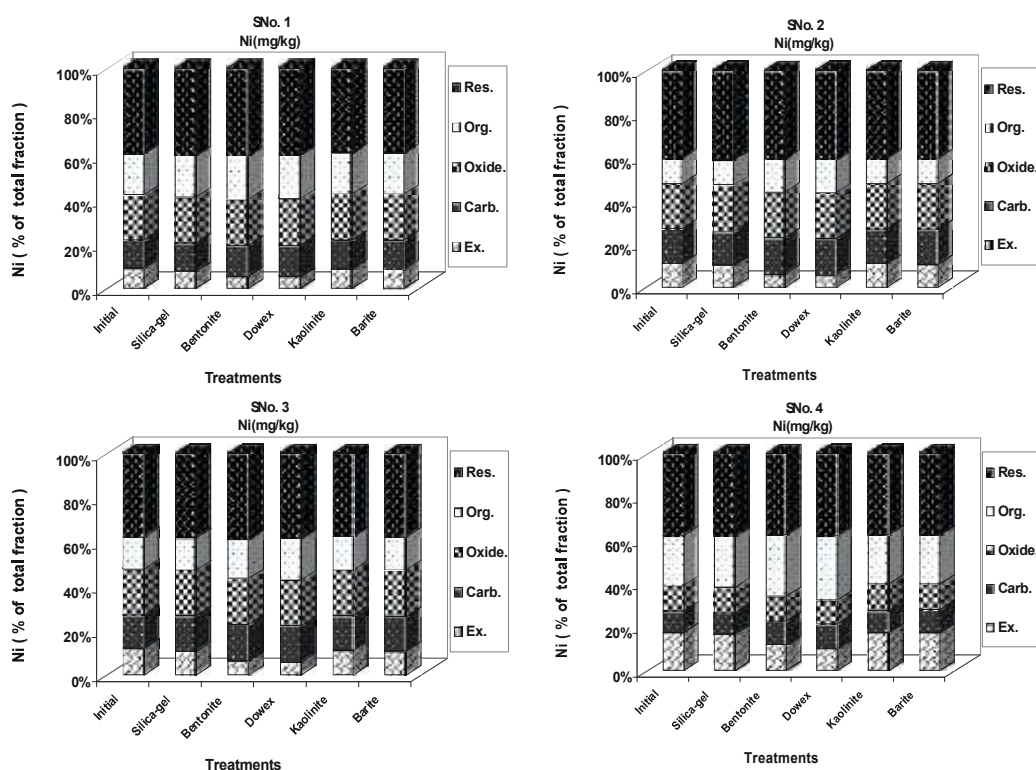 SNo. 1
Ni(mg/kg)
Ni ( % of total fraction )
100%
80%
60%
40%
20%
0%
Initial
Silica-gel
Bentonite
Dowex
Kaolinite
Barite
Treatments
Res.
Org.
Oxide.
Carb.
Ex.
SNo. 2
Ni(mg/kg)
Ni ( % of total fraction )
100%
80%
60%
40%
20%
0%
Initial
Silica-gel
Bentonite
Dowex
Kaolinite
Barite
Treatments
Res.
Org.
Oxide.
Carb.
Ex.
SNo. 3
Ni(mg/kg)
Ni ( % of total fraction )
100%
80%
60%
40%
20%
0%
Initial
Silica-gel
Bentonite
Dowex
Kaolinite
Barite
Treatments
Res.
Org.
Oxide.
Carb.
Ex.
SNo. 4
Ni(mg/kg)
Ni ( % of total fraction )
100%
80%
60%
40%
20%
0%
Initial
Silica-gel
Bentonite
Dowex
Kaolinite
Barite
Treatments
Res.
Org.
Oxide.
Carb.
Ex.